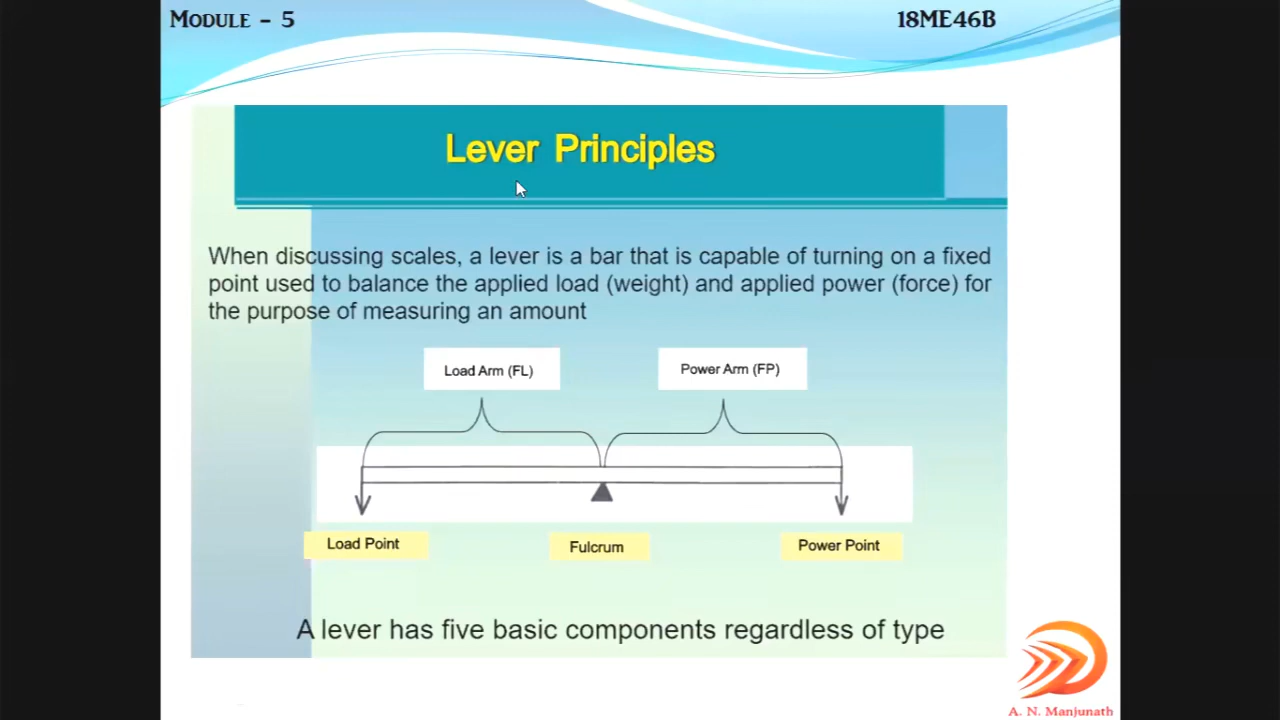 MODULE - 5
18ME46B
Lever Principles
When discussing scales, a lever is a bar that is capable of turning on a fixed
point used to balance the applied load (weight) and applied power (force) for
the purpose of measuring an amount
Load Arm (FL)
Power Arm (FP)
Load Point
Fulcrum
Power Point
A lever has five basic components regardless of type
A. N. Manjunath